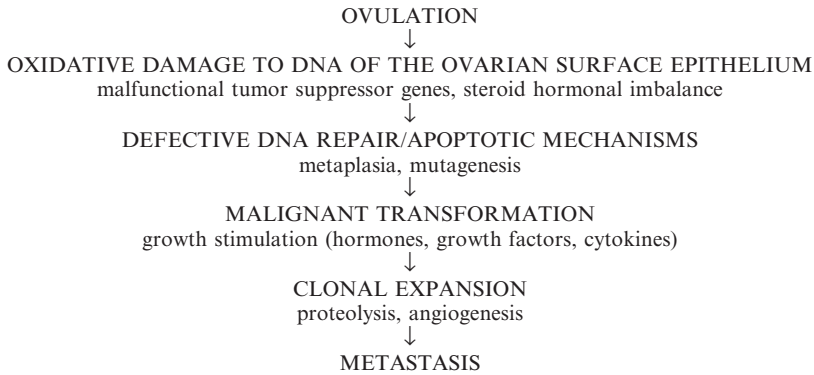 OVULATION
↓
OXIDATIVE DAMAGE TO DNA OF THE OVARIAN SURFACE EPITHELIUM
malfunctional tumor suppressor genes, steroid hormonal imbalance
↓
DEFECTIVE DNA REPAIR/APOPTOTIC MECHANISMS
metaplasia, mutagenesis
↓
MALIGNANT TRANSFORMATION
growth stimulation (hormones, growth factors, cytokines)
↓
CLONAL EXPANSION
proteolysis, angiogenesis
↓
METASTASIS